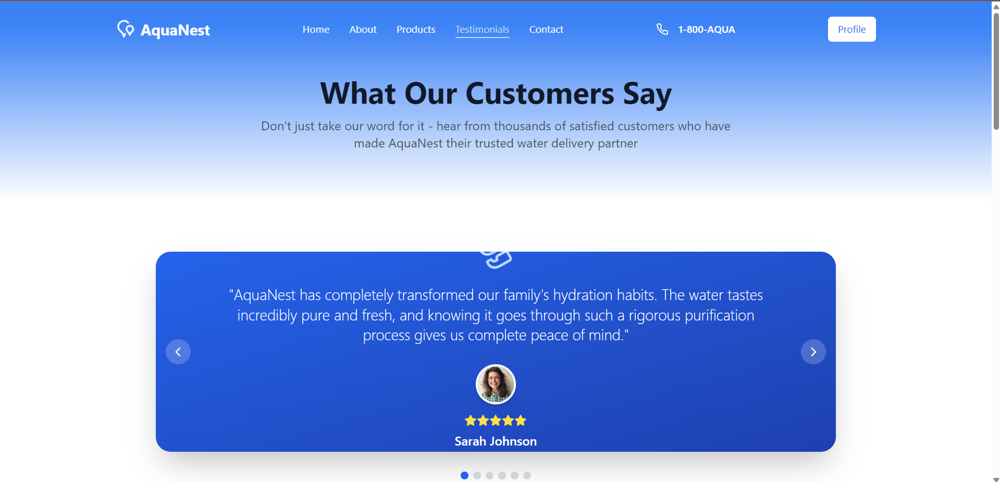 AquaNest
Home About Products Testimonials Contact
1-800-AQUA
Profile
What Our Customers Say
Don't just take our word for it - hear from thousands of satisfied customers who have
made AquaNest their trusted water delivery partner
"AquaNest has completely transformed our family's hydration habits. The water tastes
incredibly pure and fresh, and knowing it goes through such a rigorous purification
process gives us complete peace of mind."
Sarah Johnson